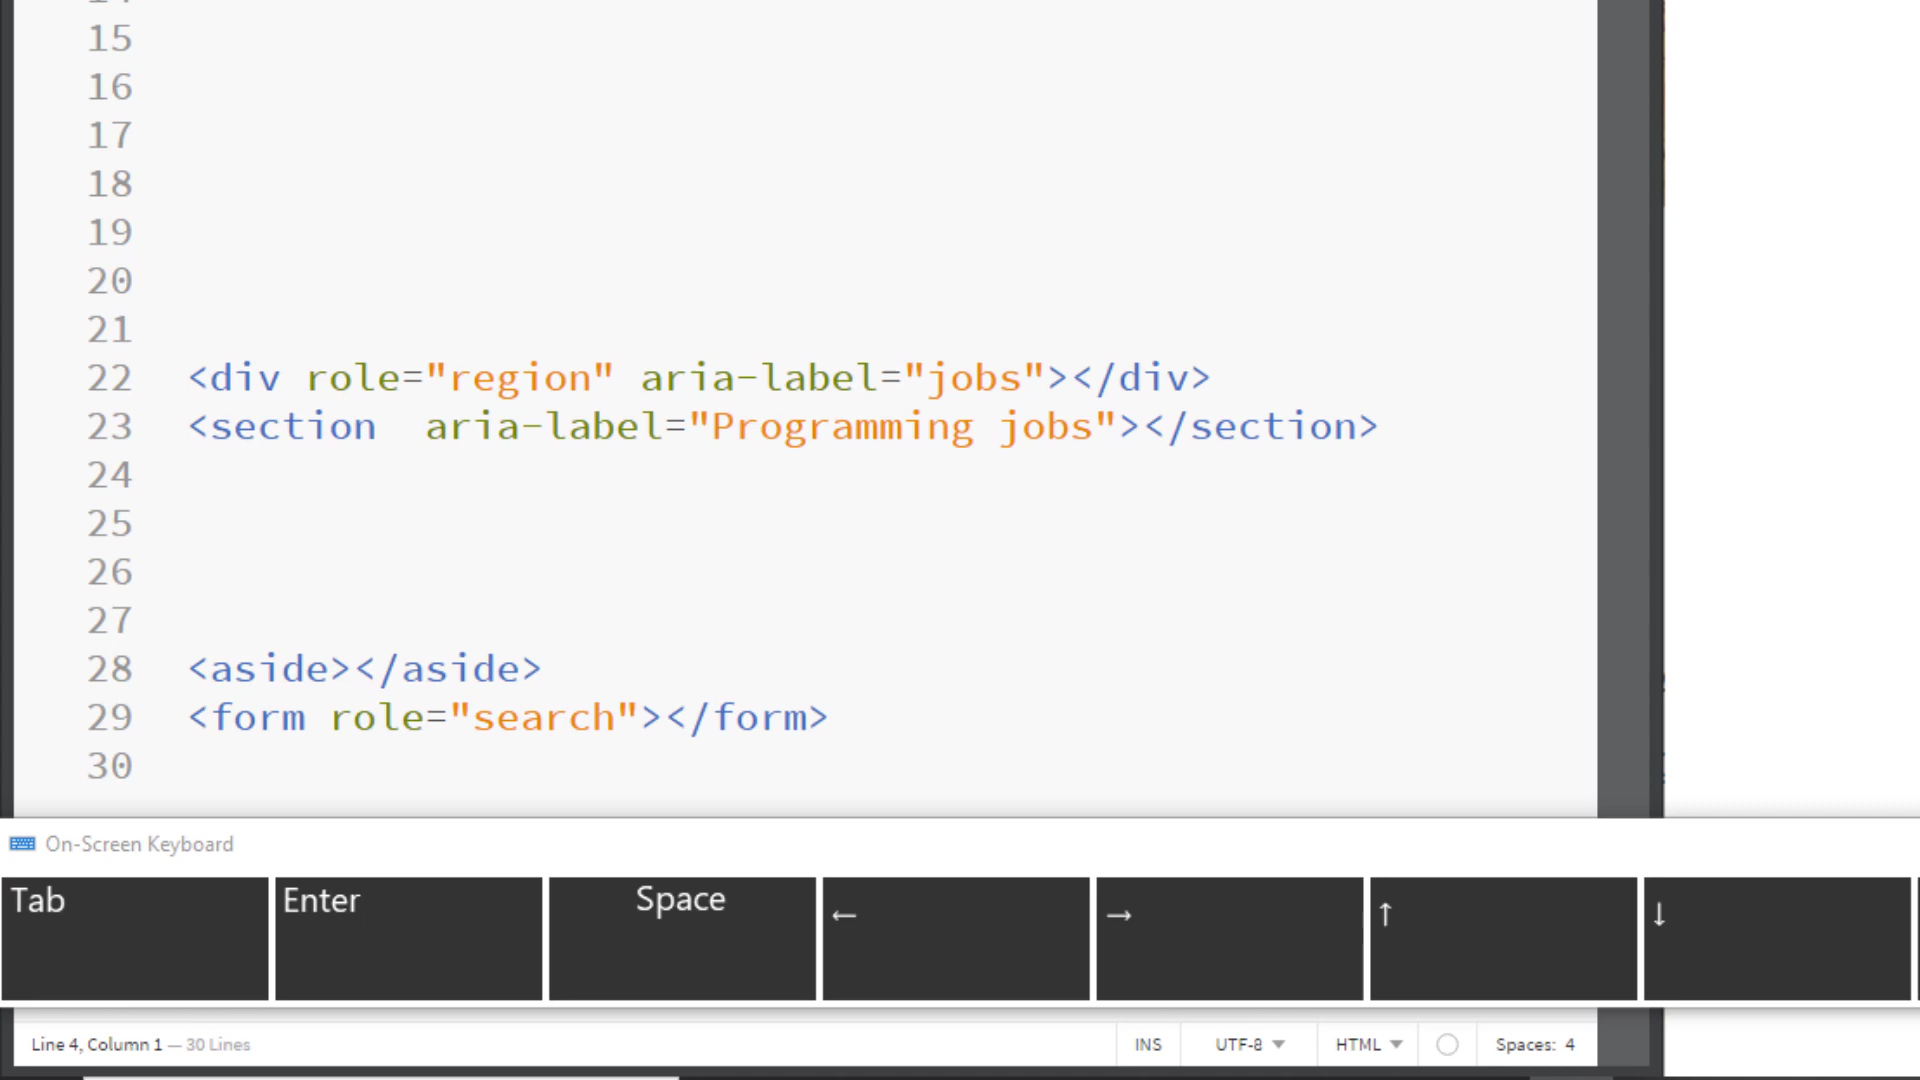 15
16
17
18
19
20
21
22 <div role="region" aria-label="jobs"></div>
23 <section  aria-label="Programming jobs"></section>
24
25
26
27
28 <aside></aside>
29 <form role="search"></form>
30
On-Screen Keyboard
Tab Enter Space ← → ↑ ↓
Line 4, Column 1 — 30 Lines INS UTF-8 HTML Spaces: 4